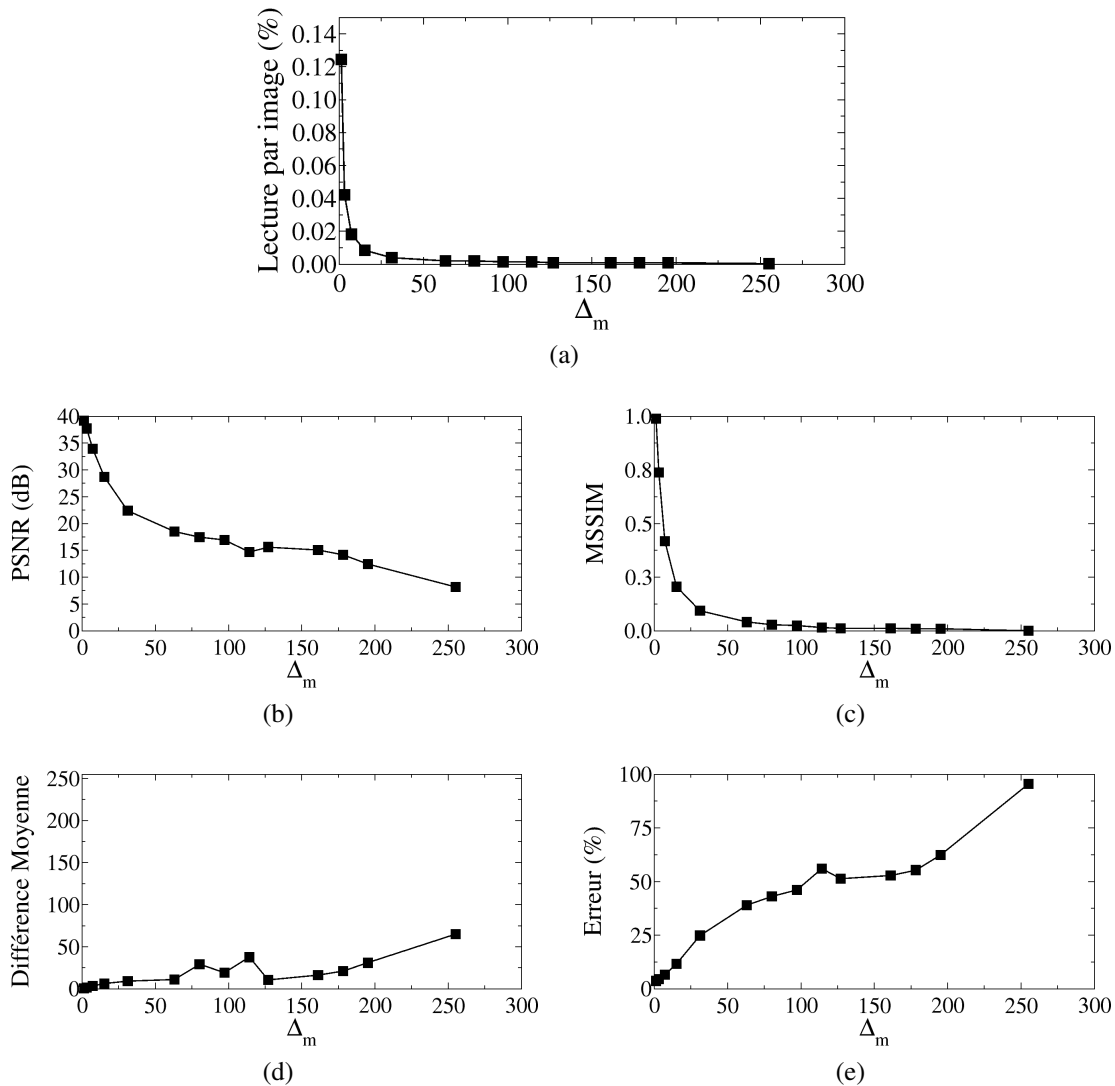 0.14
0.12
0.10
0.08
0.06
0.04
0.02
0.00
Lecture par image (%)
0 50 100 150 200 250 300
Δm
(a)
40
35
30
25
20
15
10
5
0
PSNR (dB)
0 50 100 150 200 250 300
Δm
(b)
1.0
0.8
0.5
0.3
0.0
MSSIM
0 50 100 150 200 250 300
Δm
(c)
250
200
150
100
50
0
Différence Moyenne
0 50 100 150 200 250 300
Δm
(d)
100
75
50
25
0
Erreur (%)
0 50 100 150 200 250 300
Δm
(e)